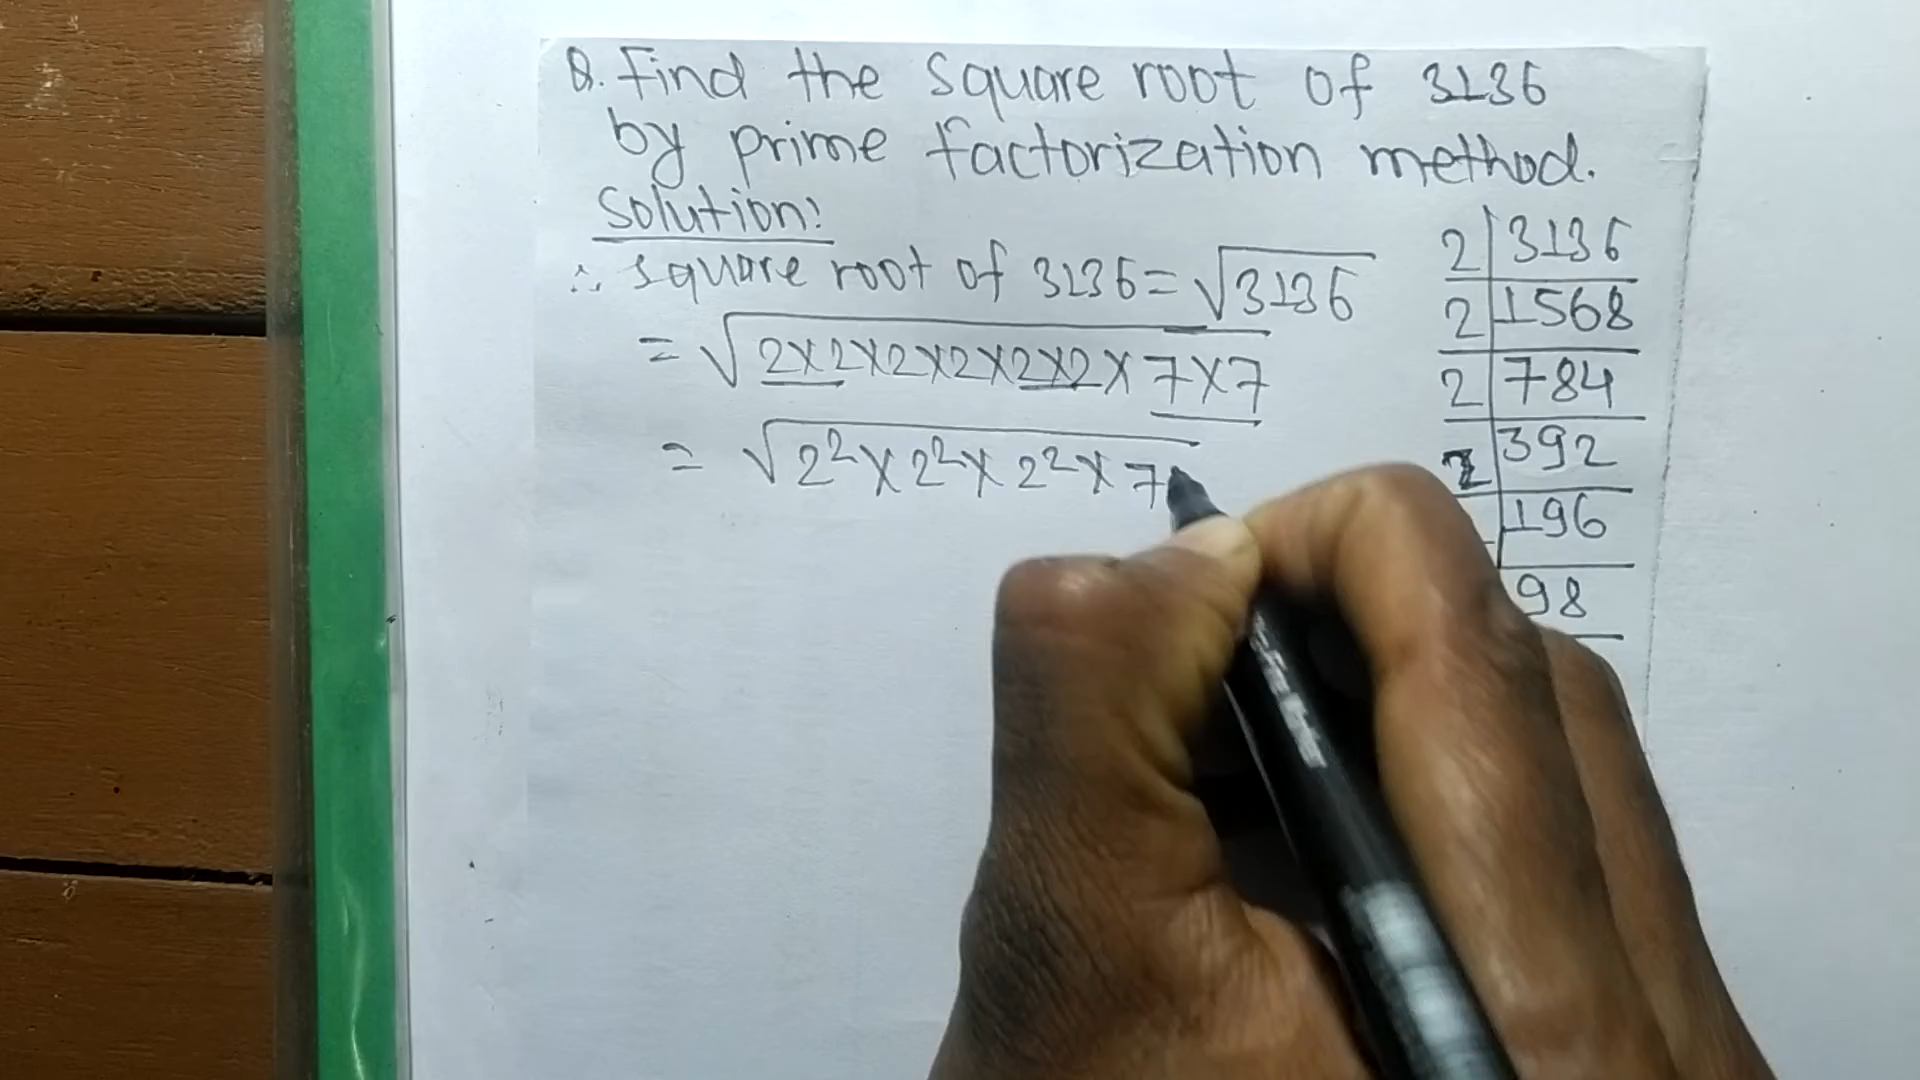 Q. Find the square root of 3136
by prime factorization method.
Solution:
∴ square root of 3136 = √3136
= √2×2×2×2×2×2×7×7
= √2²×2²×2²×7
2 | 3136
2 | 1568
2 | 784
2 | 392
196
98